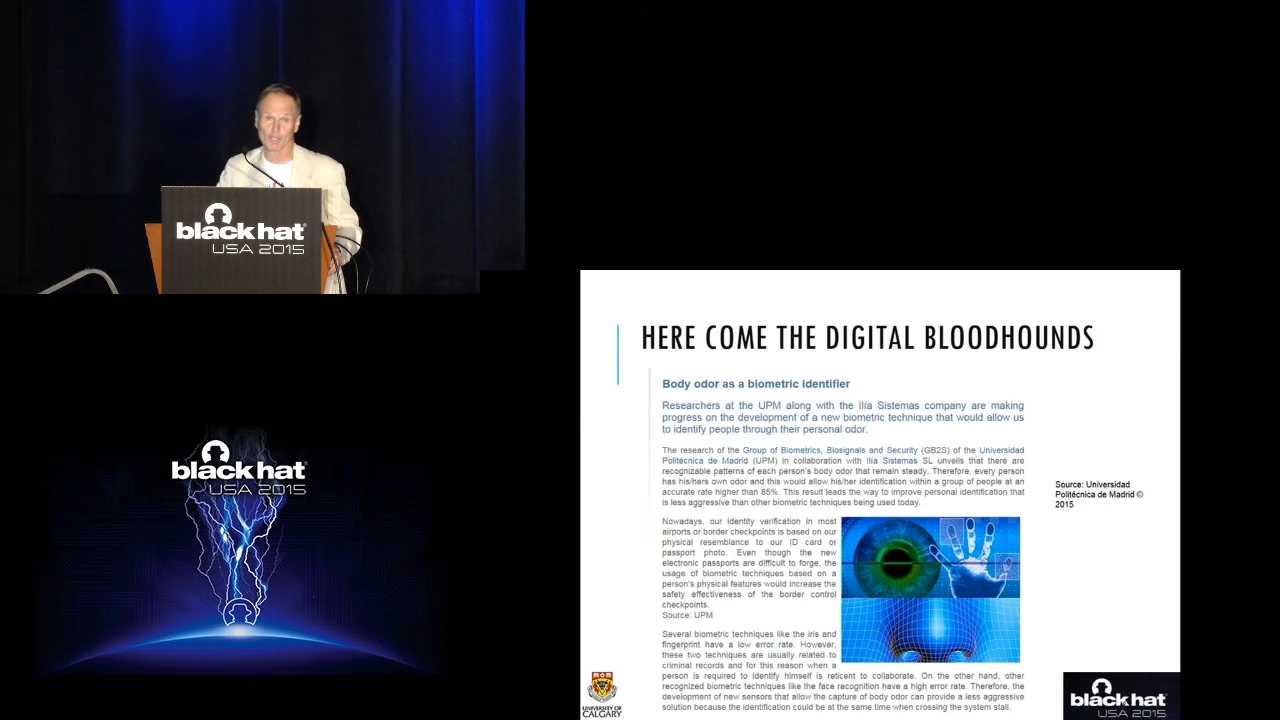 black hat
USA 2015
black hat
USA 2015
HERE COME THE DIGITAL BLOODHOUNDS
Body odor as a biometric identifier
Researchers at the UPM along with the Ilía Sistemas company are making
progress on the development of a new biometric technique that would allow us
to identify people through their personal odor.
The research of the Group of Biometrics, Biosignals and Security (GB2S) of the Universidad
Politécnica de Madrid (UPM) in collaboration with Ilía Sistemas SL unveils that there are
recognizable patterns of each person's body odor that remain steady. Therefore, every person
has his/hers own odor and this would allow his/her identification within a group of people at an
accurate rate higher than 85%. This result leads the way to improve personal identification that
is less aggressive than other biometric techniques being used today.
Nowadays, our identity verification in most
airports or border checkpoints is based on our
physical resemblance to our ID card or
passport photo. Even though the new
electronic passports are difficult to forge, the
usage of biometric techniques based on a
person's physical features would increase the
safety effectiveness of the border control
checkpoints.
Source: UPM
Several biometric techniques like the iris and
fingerprint have a low error rate. However,
these two techniques are usually related to
criminal records and for this reason when a
person is required to identify himself is reticent to collaborate. On the other hand, other
recognized biometric techniques like the face recognition have a high error rate. Therefore, the
development of new sensors that allow the capture of body odor can provide a less aggressive
solution because the identification could be at the same time when crossing the system stall.
Source: Universidad
Politécnica de Madrid ©
2015
UNIVERSITY OF
CALGARY
black hat
USA 2015